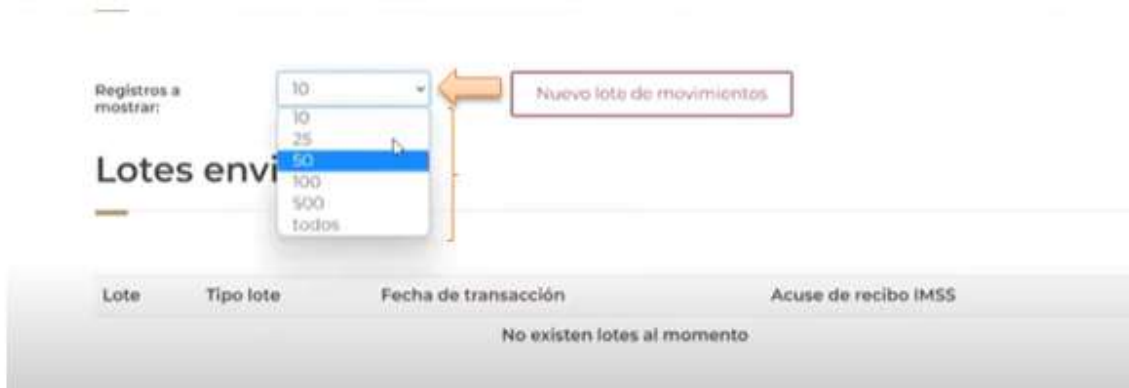 Registros a
mostrar:
10
Nuevo lote de movimientos
10
25
50
100
500
todos
Lotes envi
Lote Tipo lote Fecha de transacción Acuse de recibo IMSS
No existen lotes al momento